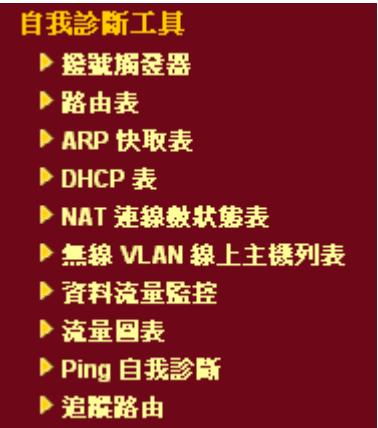 自我診斷工具
撥號觸發器
路由表
ARP 快取表
DHCP 表
NAT 連線數狀態表
無線 VLAN 線上主機列表
資料流量監控
流量圖表
Ping 自我診斷
追蹤路由